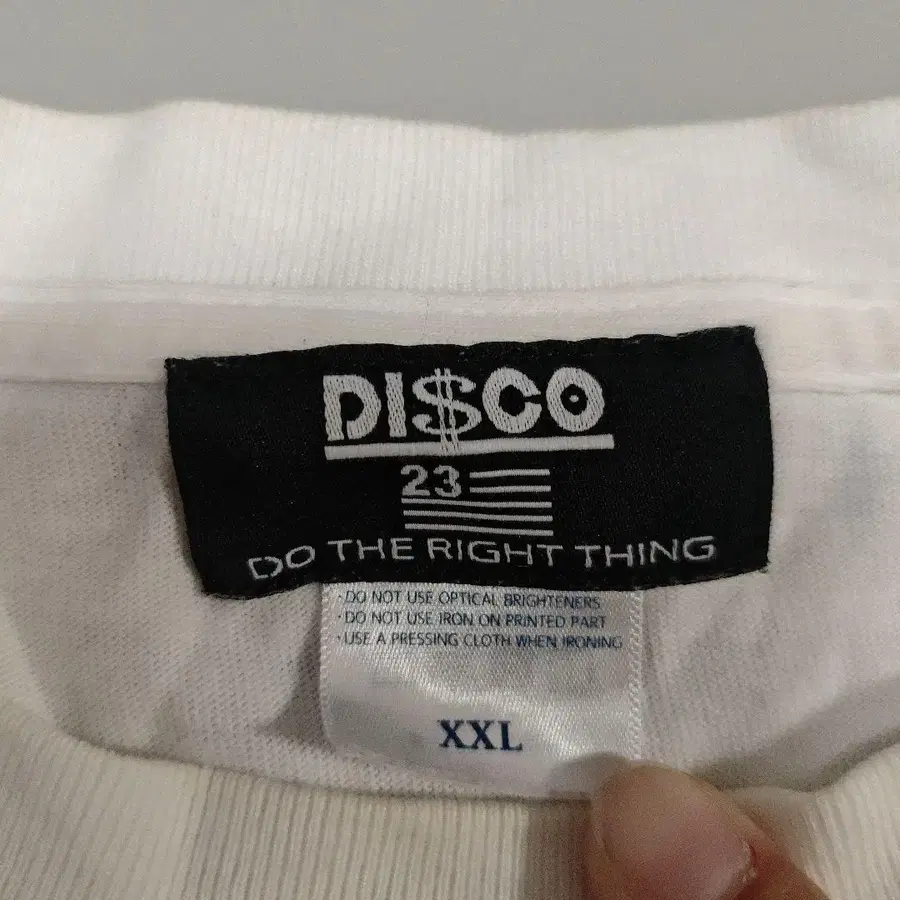 DI$CO
23
DO THE RIGHT THING
·DO NOT USE OPTICAL BRIGHTENERS
·DO NOT USE IRON ON PRINTED PART
·USE A PRESSING CLOTH WHEN IRONING
XXL